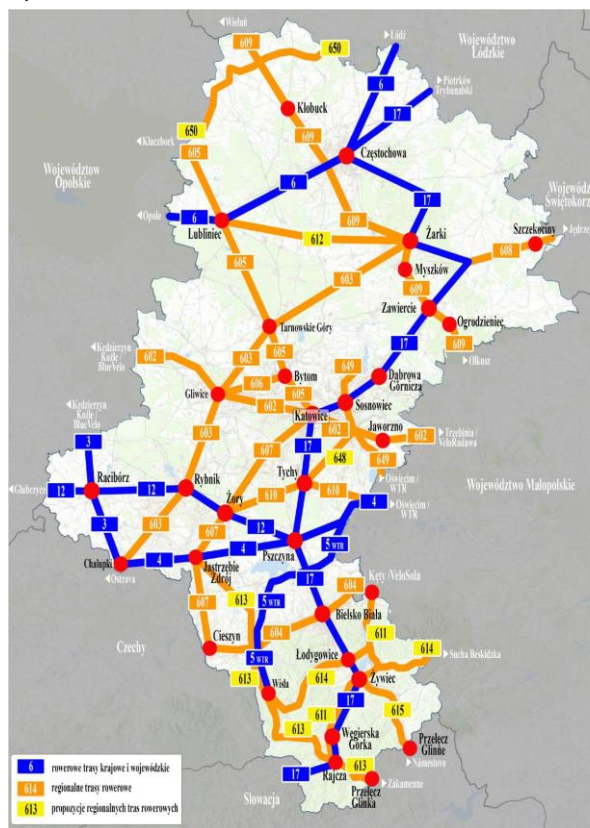 Wieluń
650
Łódź
Województwo
Łódzkie
609
6
Piotrków
Trybunalski
Kłobuck
17
650
609
Kluczbork
605
Częstochowa
Województwo
Opolskie
6
17
Opole
6
Lubliniec
609
612
Żarki
Szczekociny
608
Myszków
605
603
609
Zawiercie
Ogrodzieniec
Tarnowskie Góry
17
609
Olkusz
Kędzierzyn
Koźle /
BlueVelo
602
603
605
649
606
Bytom
Dąbrowa
Górnicza
Gliwice
605
602
Katowice
Sosnowiec
Kędzierzyn
Koźle /
BlueVelo
602
Jaworzno
602
Trzebinia /
VeloRudawa
603
607
17
648
649
3
Tychy
Oświęcim /
WTR
Racibórz
Rybnik
Województwo Małopolskie
Głubczyce
12
12
Żory
610
610
4
Oświęcim /
WTR
3
603
607
12
Chałupki
4
4
Pszczyna
5 WTR
Ostrava
Jastrzębie
Zdrój
17
613
604
Kęty /VeloSoła
607
5 WTR
Bielsko Biała
Czechy
Cieszyn
604
611
5 WTR
Łodygowice
614
Sucha Beskidzka
613
614
Żywiec
Wisła
17
615
611
613
Węgierska
Górka
Przełęcz
Glinne
Námestovo
17
Rajcza
613
Przełęcz
Glinka
Zákamenne
Słowacja
6 rowerowe trasy krajowe i wojewódzkie
614 regionalne trasy rowerowe
613 propozycje regionalnych tras rowerowych